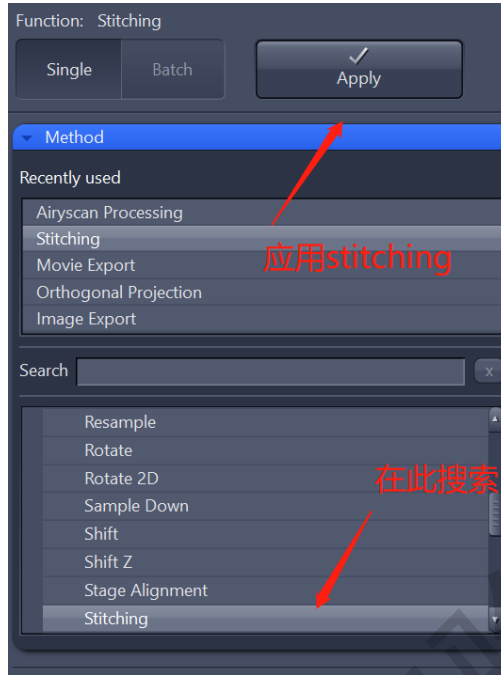 Function: Stitching
Single
Batch
Apply
Method
Recently used
Airyscan Processing
Stitching
应用stitching
Movie Export
Orthogonal Projection
Image Export
Search
x
Resample
Rotate
Rotate 2D
在此搜索
Sample Down
Shift
Shift Z
Stage Alignment
Stitching